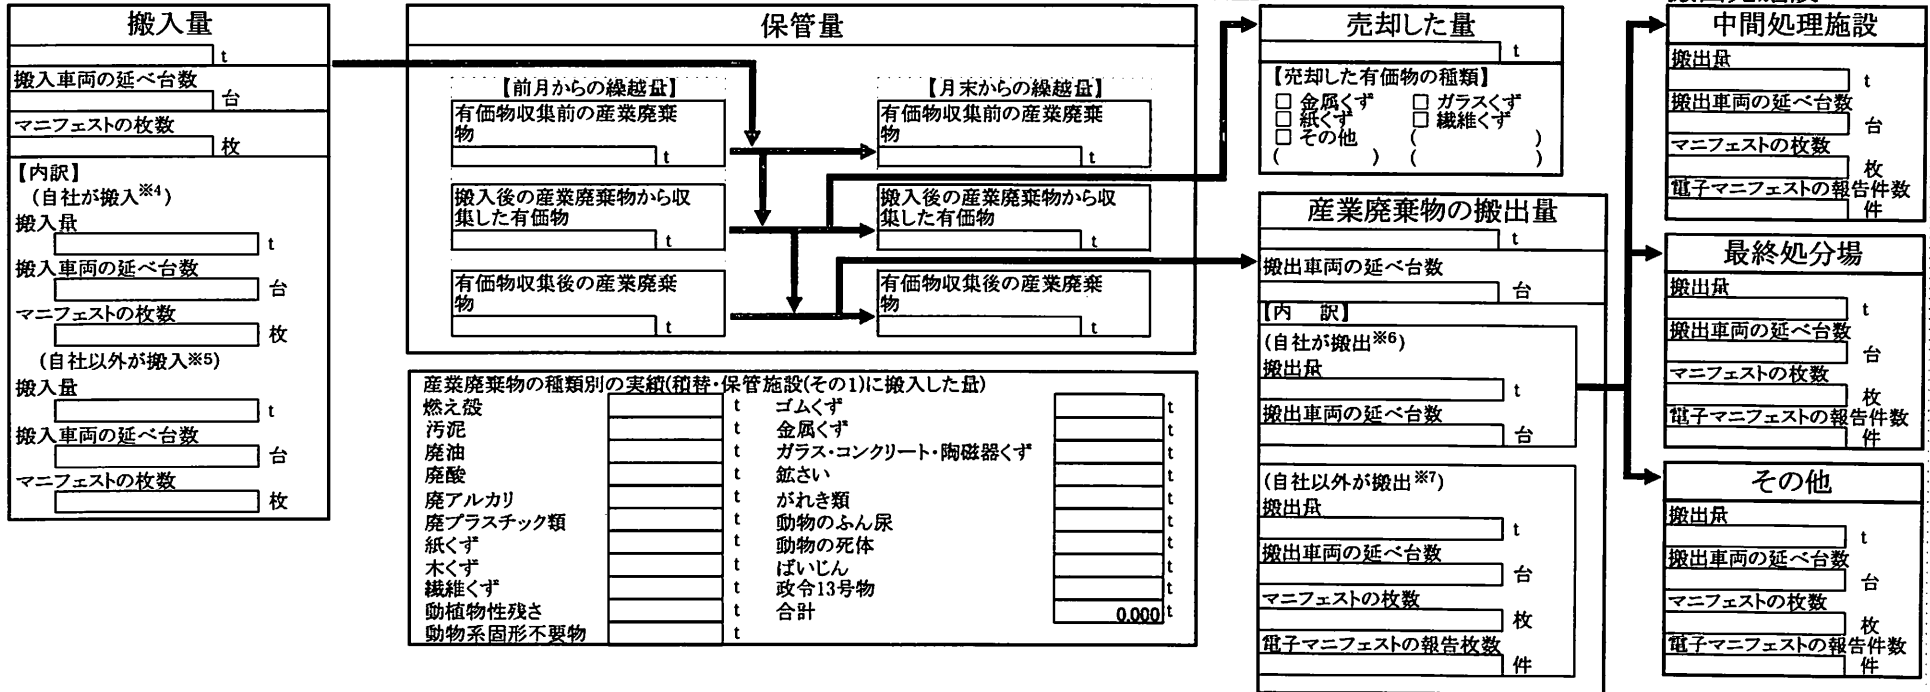 搬入量
t
搬入車両の延べ台数
台
マニフェストの枚数
枚
【内訳】
(自社が搬入※4)
搬入量
t
搬入車両の延べ台数
台
マニフェストの枚数
枚
(自社以外が搬入※5)
搬入量
t
搬入車両の延べ台数
台
マニフェストの枚数
枚
保管量
【前月からの繰越量】
有価物収集前の産業廃棄
物
t
搬入後の産業廃棄物から収
集した有価物
t
有価物収集後の産業廃棄
物
t
【月末からの繰越量】
有価物収集前の産業廃棄
物
t
搬入後の産業廃棄物から収
集した有価物
t
有価物収集後の産業廃棄
物
t
産業廃棄物の種類別の実績(積替・保管施設(その1)に搬入した量)
燃え殻 t ゴムくず t
汚泥 t 金属くず t
廃油 t ガラス・コンクリート・陶磁器くず t
廃酸 t 鉱さい t
廃アルカリ t がれき類 t
廃プラスチック類 t 動物のふん尿 t
紙くず t 動物の死体 t
木くず t ばいじん t
繊維くず t 政令13号物 t
動植物性残さ t 合計 0.000 t
動物系固形不要物 t
売却した量
t
【売却した有価物の種類】
□ 金属くず □ ガラスくず
□ 紙くず □ 繊維くず
□ その他 ( )
( ) ( )
産業廃棄物の搬出量
t
搬出車両の延べ台数
台
【内 訳】
(自社が搬出※6)
搬出量
t
搬出車両の延べ台数
台
(自社以外が搬出※7)
搬出量
t
搬出車両の延べ台数
台
マニフェストの枚数
枚
電子マニフェストの報告枚数
件
中間処理施設
搬出量
t
搬出車両の延べ台数
台
マニフェストの枚数
枚
電子マニフェストの報告件数
件
最終処分場
搬出量
t
搬出車両の延べ台数
台
マニフェストの枚数
枚
電子マニフェストの報告件数
件
その他
搬出量
t
搬出車両の延べ台数
台
マニフェストの枚数
枚
電子マニフェストの報告件数
件